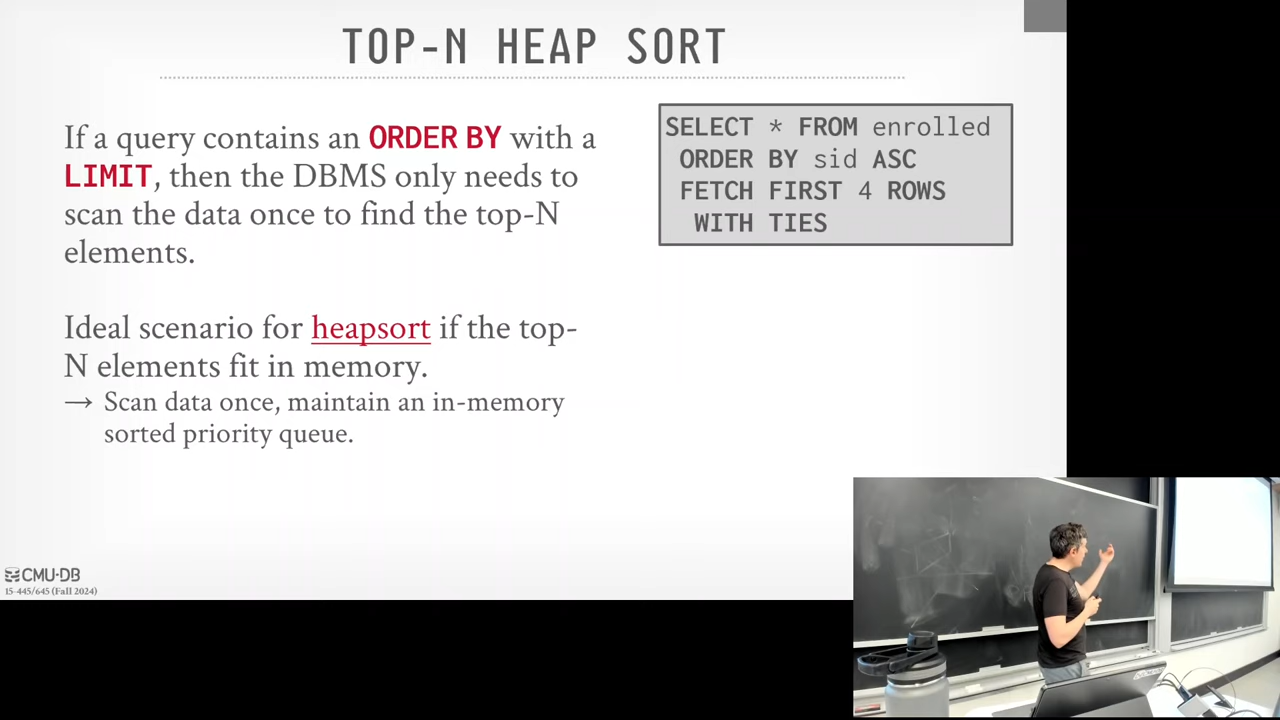 TOP-N HEAP SORT
If a query contains an ORDER BY with a
LIMIT, then the DBMS only needs to
scan the data once to find the top-N
elements.
Ideal scenario for heapsort if the top-
N elements fit in memory.
→ Scan data once, maintain an in-memory
sorted priority queue.
SELECT * FROM enrolled
ORDER BY sid ASC
FETCH FIRST 4 ROWS
WITH TIES
CMU·DB
15-445/645 (Fall 2024)